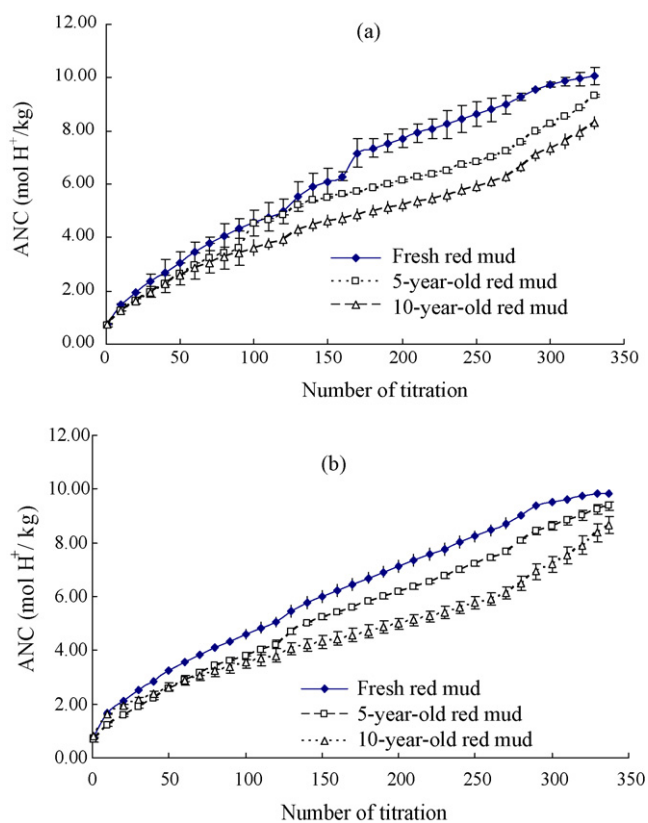 (a)
12.00
10.00
8.00
6.00
4.00
2.00
0.00
ANC (mol H⁺/kg)
Fresh red mud
5-year-old red mud
10-year-old red mud
0 50 100 150 200 250 300 350
Number of titration
(b)
12.00
10.00
8.00
6.00
4.00
2.00
0.00
ANC (mol H⁺/ kg)
Fresh red mud
5-year-old red mud
10-year-old red mud
0 50 100 150 200 250 300 350
Number of titration